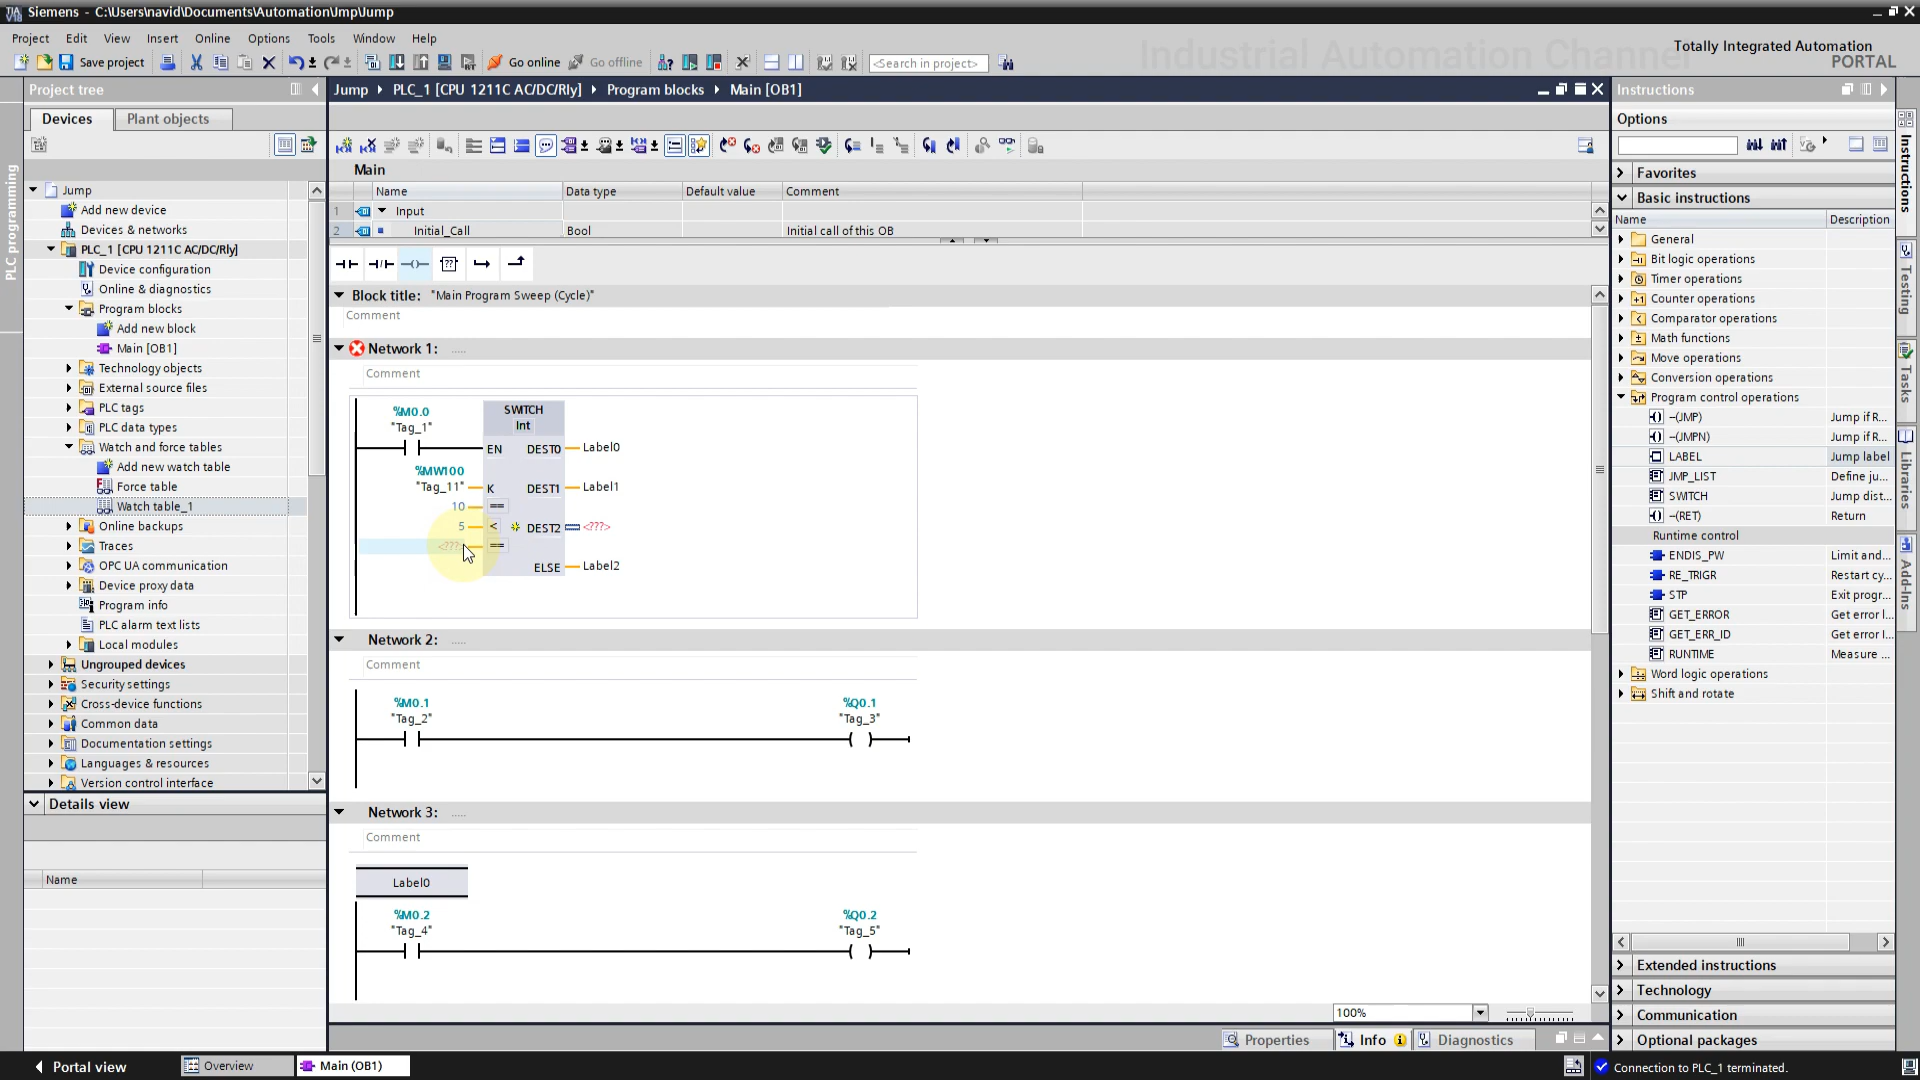 Siemens - C:\Users\navid\Documents\Automation\Jmp\Jump
Project Edit View Insert Online Options Tools Window Help
Industrial Automation Channel
Totally Integrated Automation
PORTAL
Save project
Go online
Go offline
<Search in project>
Project tree
Jump PLC_1 [CPU 1211C AC/DC/Rly] Program blocks Main [OB1]
Instructions
Devices
Plant objects
Options
Main
Name Data type Default value Comment
1 Input
2 Initial_Call Bool Initial call of this OB
PLC programming
Jump
Add new device
Devices & networks
PLC_1 [CPU 1211C AC/DC/Rly]
Device configuration
Online & diagnostics
Program blocks
Add new block
Main [OB1]
Technology objects
External source files
PLC tags
PLC data types
Watch and force tables
Add new watch table
Force table
Watch table_1
Online backups
Traces
OPC UA communication
Device proxy data
Program info
PLC alarm text lists
Local modules
Ungrouped devices
Security settings
Cross-device functions
Common data
Documentation settings
Languages & resources
Version control interface
Details view
Name
Block title: "Main Program Sweep (Cycle)"
Comment
Network 1: .....
Comment
%M0.0
"Tag_1"
SWITCH
Int
EN DEST0 Label0
%MW100
"Tag_11" K DEST1 Label1
10 ==
5 < DEST2 <???>
<???> ==
ELSE Label2
Network 2: .....
Comment
%M0.1
"Tag_2"
%Q0.1
"Tag_3"
Network 3: .....
Comment
Label0
%M0.2
"Tag_4"
%Q0.2
"Tag_5"
100%
Properties Info Diagnostics
Favorites
Basic instructions
Name Description
General
Bit logic operations
Timer operations
Counter operations
Comparator operations
Math functions
Move operations
Conversion operations
Program control operations
-(JMP) Jump if R...
-(JMPN) Jump if R...
LABEL Jump label
JMP_LIST Define ju...
SWITCH Jump dist...
-(RET) Return
Runtime control
ENDIS_PW Limit and...
RE_TRIGR Restart cy...
STP Exit progr...
GET_ERROR Get error l...
GET_ERR_ID Get error l...
RUNTIME Measure ...
Word logic operations
Shift and rotate
Extended instructions
Technology
Communication
Optional packages
Instructions
Testing
Tasks
Libraries
Add-Ins
Portal view
Overview
Main (OB1)
Connection to PLC_1 terminated.